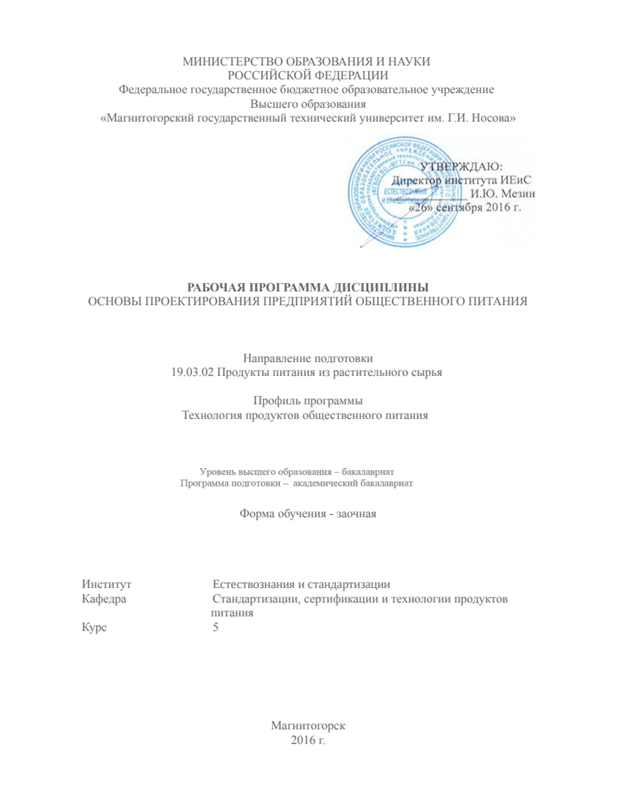 МИНИСТЕРСТВО ОБРАЗОВАНИЯ И НАУКИ
РОССИЙСКОЙ ФЕДЕРАЦИИ
Федеральное государственное бюджетное образовательное учреждение
Высшего образования
«Магнитогорский государственный технический университет им. Г.И. Носова»
УТВЕРЖДАЮ:
Директор института ИЕиС
И.Ю. Мезин
«26» сентября 2016 г.
ЕСТЕСТВОЗНАНИЯ
РАБОЧАЯ ПРОГРАММА ДИСЦИПЛИНЫ
ОСНОВЫ ПРОЕКТИРОВАНИЯ ПРЕДПРИЯТИЙ ОБЩЕСТВЕННОГО ПИТАНИЯ
Направление подготовки
19.03.02 Продукты питания из растительного сырья
Профиль программы
Технология продуктов общественного питания
Уровень высшего образования – бакалавриат
Программа подготовки – академический бакалавриат
Форма обучения - заочная
Институт Естествознания и стандартизации
Кафедра Стандартизации, сертификации и технологии продуктов
питания
Курс 5
Магнитогорск
2016 г.